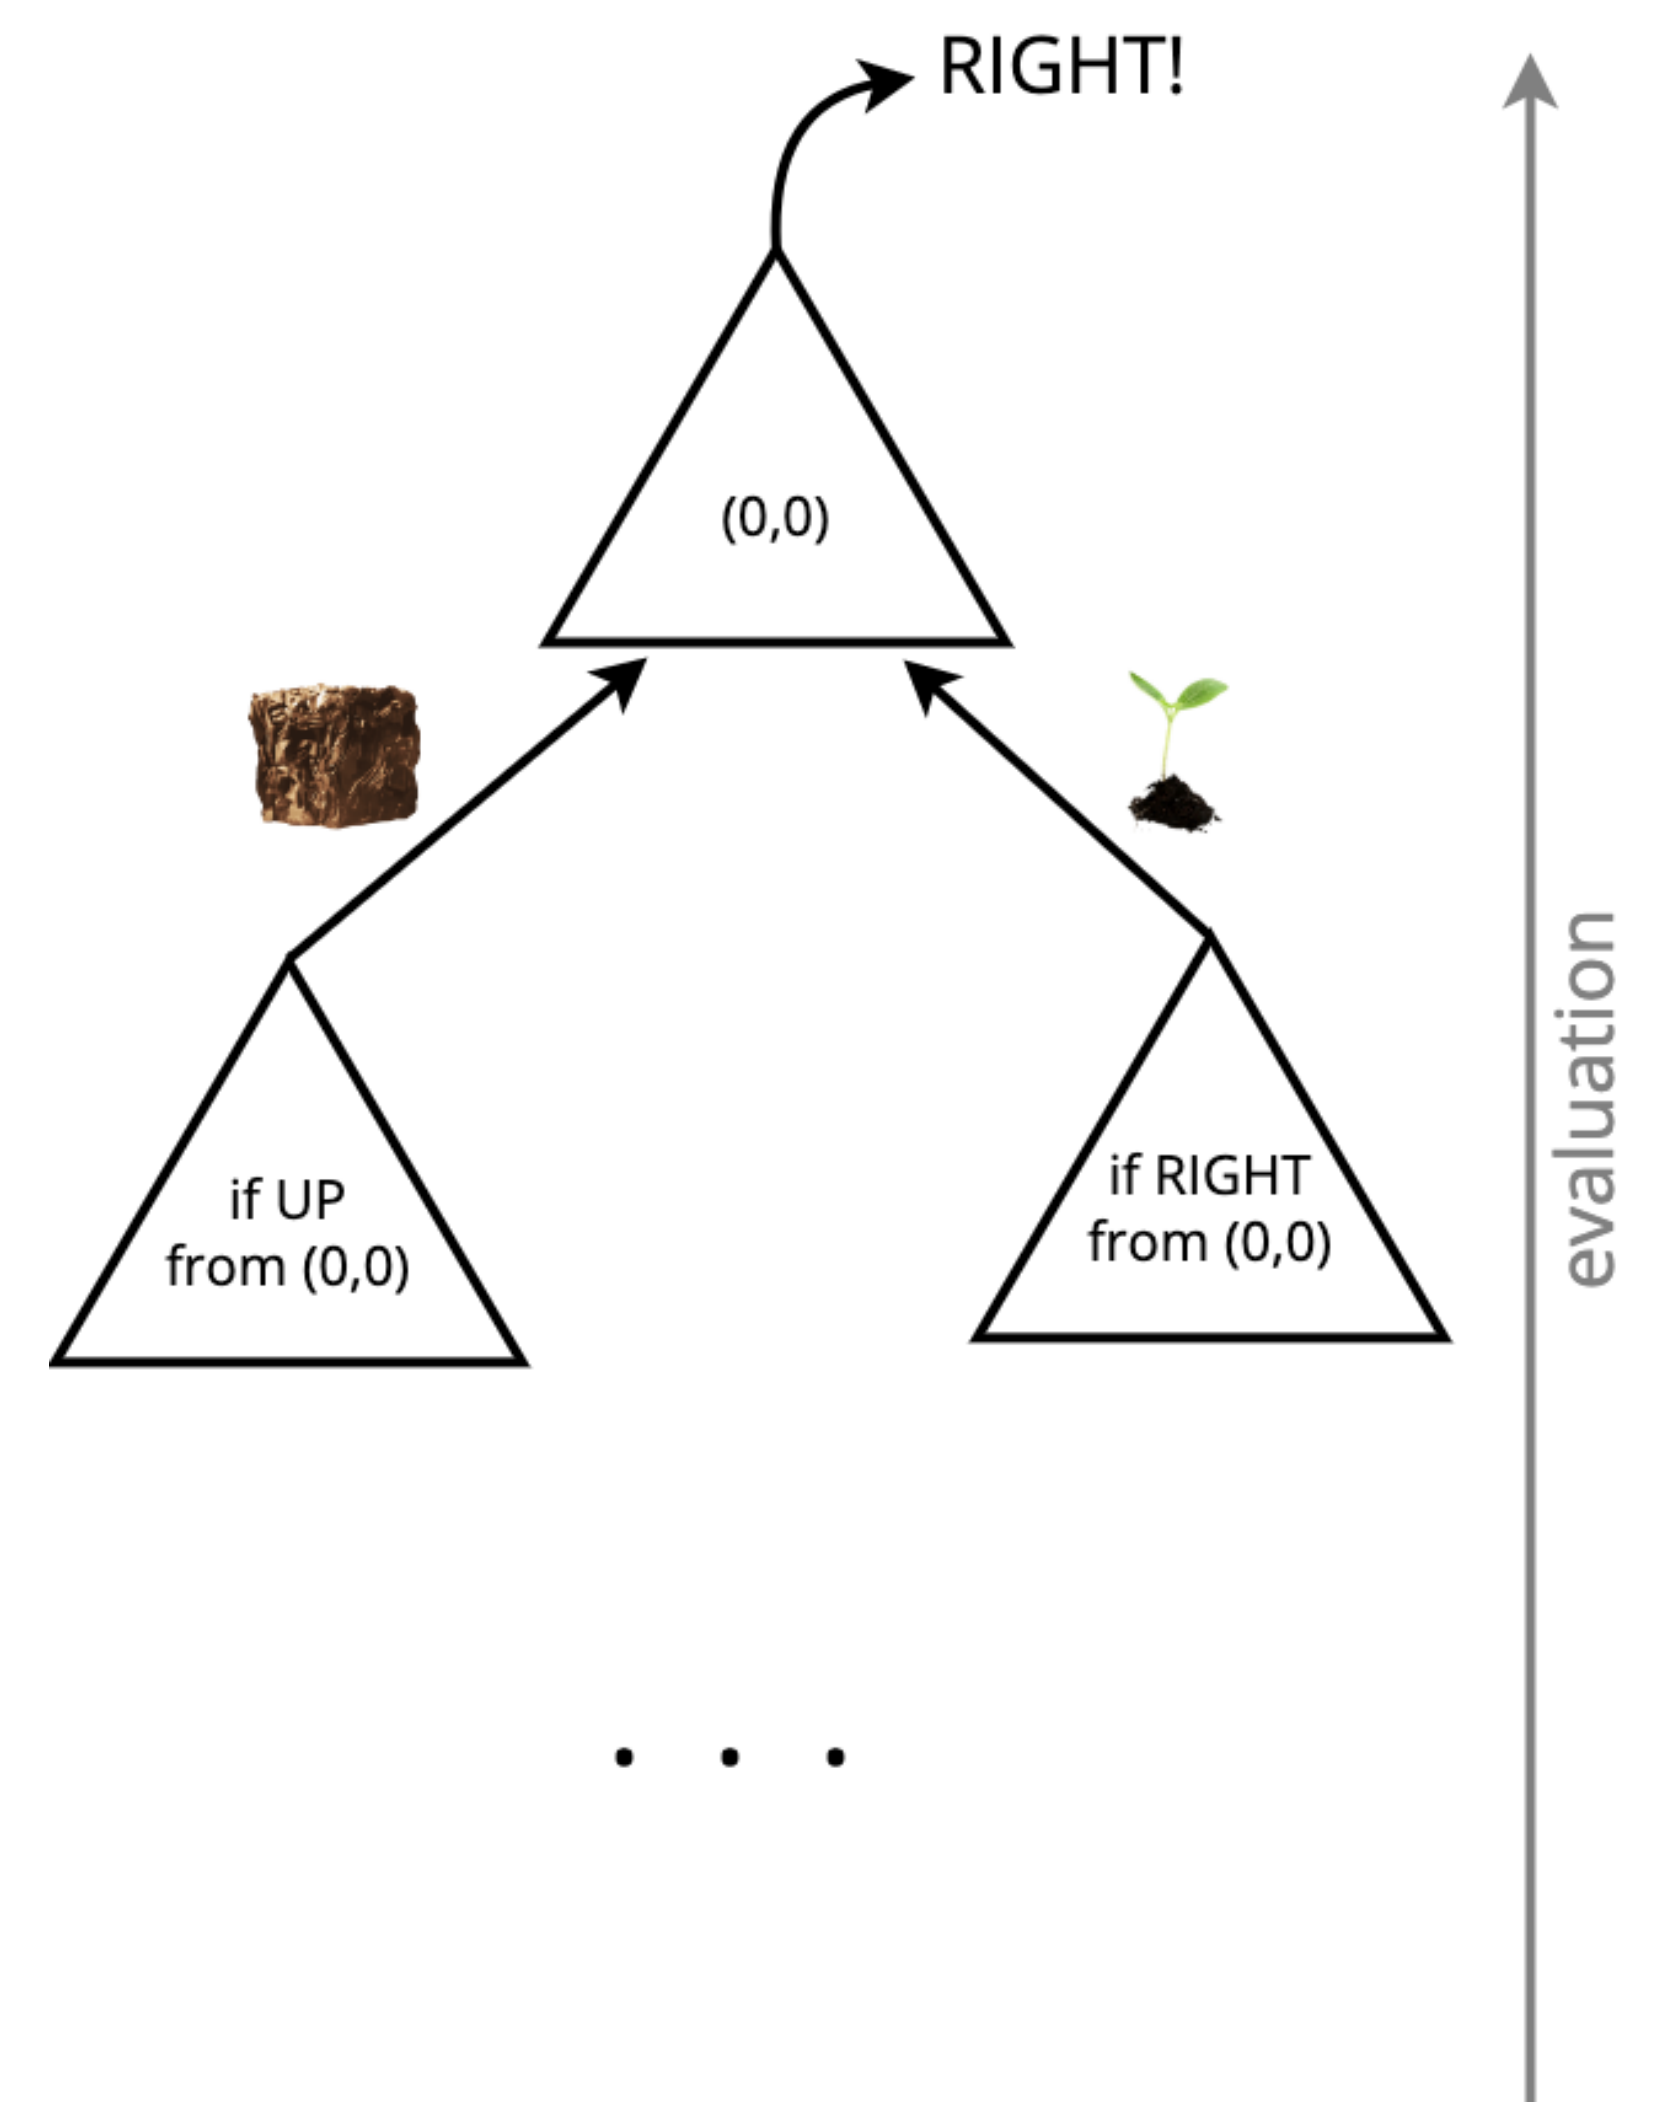 RIGHT!
(0,0)
if UP
from (0,0)
if RIGHT
from (0,0)
evaluation
. . .